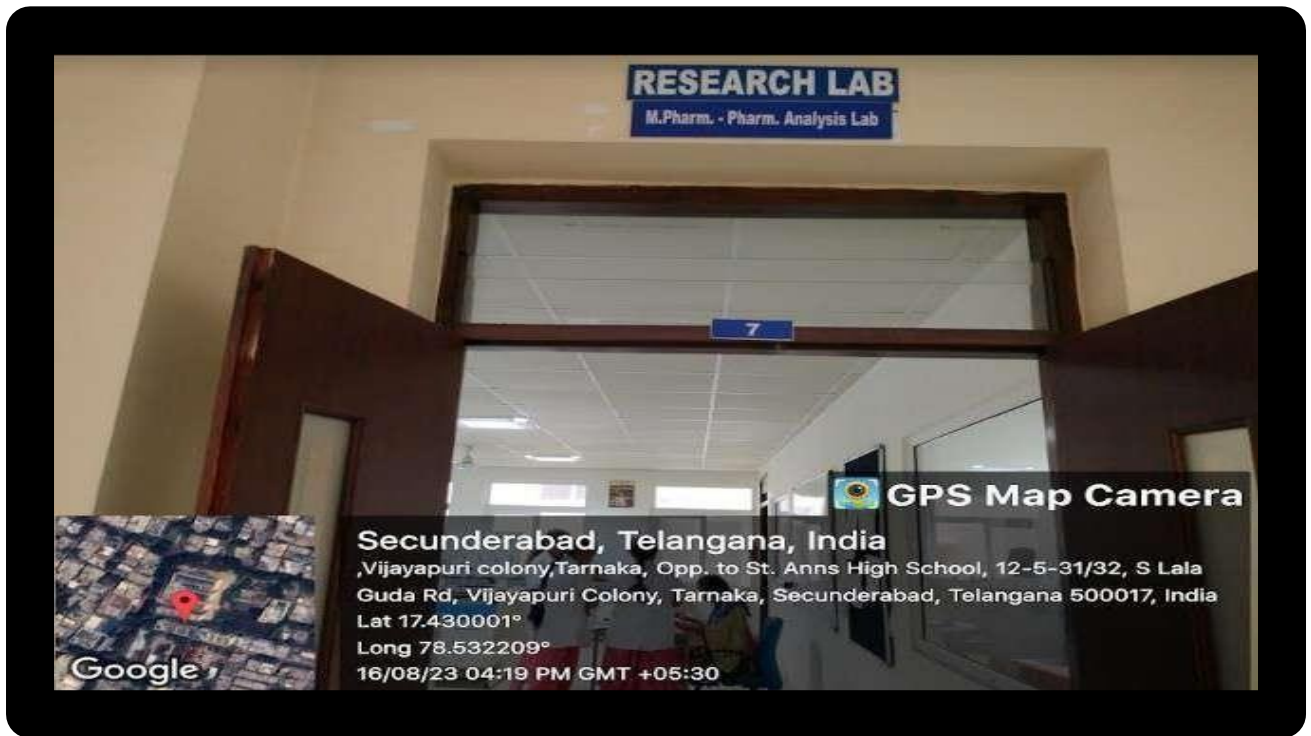 RESEARCH LAB
M.Pharm. - Pharm. Analysis Lab
7
GPS Map Camera
Secunderabad, Telangana, India
,Vijayapuri colony,Tarnaka, Opp. to St. Anns High School, 12-5-31/32, S Lala
Guda Rd, Vijayapuri Colony, Tarnaka, Secunderabad, Telangana 500017, India
Lat 17.430001°
Long 78.532209°
16/08/23 04:19 PM GMT +05:30
Google